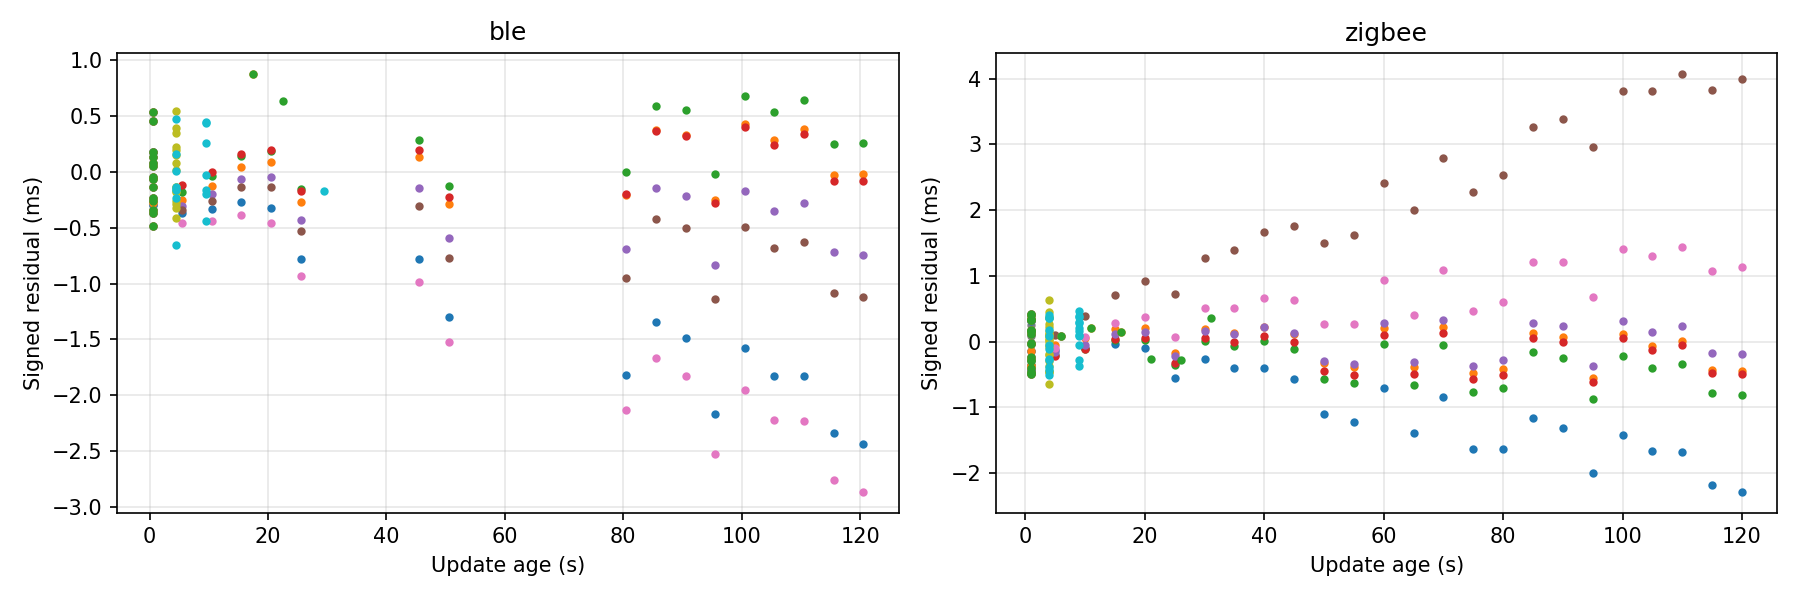 ble
Signed residual (ms)
1.0
0.5
0.0
−0.5
−1.0
−1.5
−2.0
−2.5
−3.0
0 20 40 60 80 100 120
Update age (s)
zigbee
Signed residual (ms)
4
3
2
1
0
−1
−2
0 20 40 60 80 100 120
Update age (s)